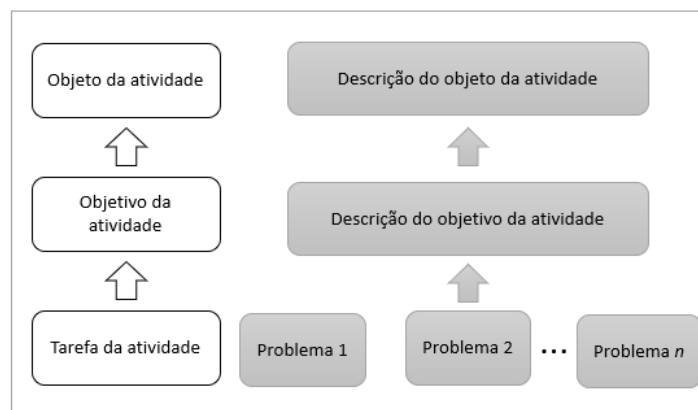 Objeto da atividade
Descrição do objeto da atividade
Objetivo da
atividade
Descrição do objetivo da atividade
Tarefa da atividade
Problema 1
Problema 2
...
Problema n